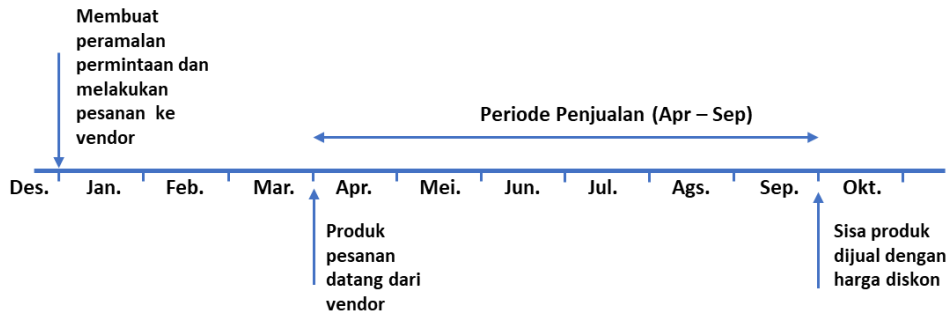 Membuat
peramalan
permintaan dan
melakukan
pesanan ke
vendor
Periode Penjualan (Apr – Sep)
Des. Jan. Feb. Mar. Apr. Mei. Jun. Jul. Ags. Sep. Okt.
Produk
pesanan
datang dari
vendor
Sisa produk
dijual dengan
harga diskon